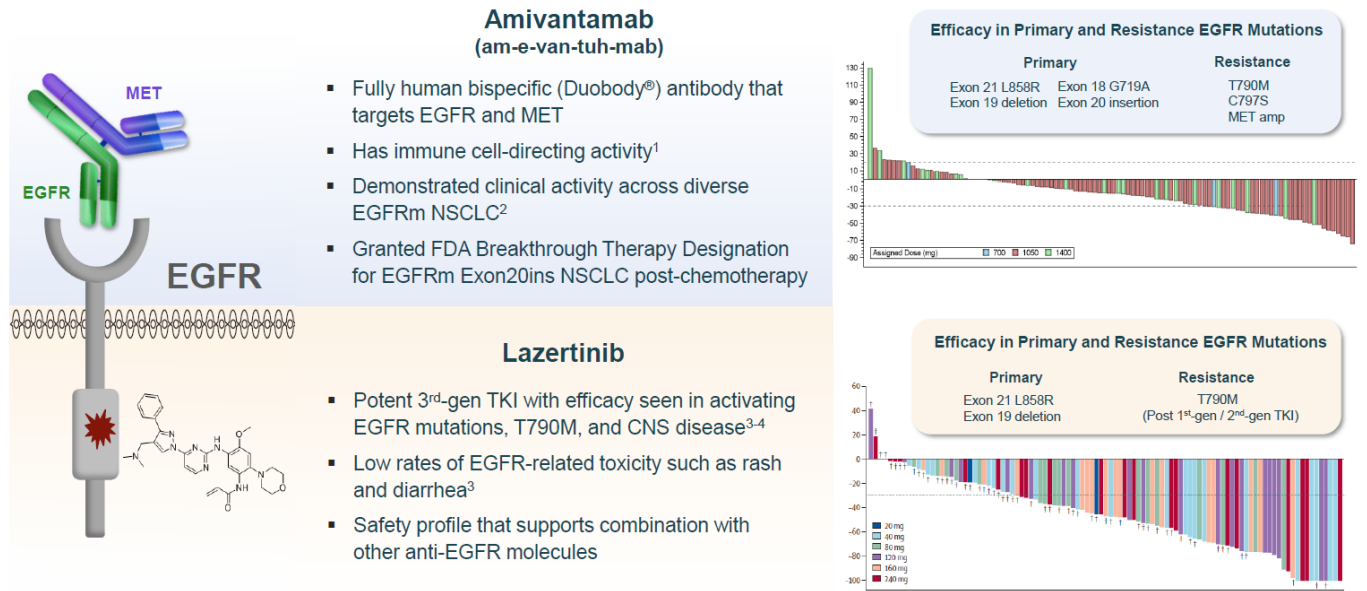 Amivantamab
(am-e-van-tuh-mab)
▪ Fully human bispecific (Duobody®) antibody that
targets EGFR and MET
▪ Has immune cell-directing activity¹
▪ Demonstrated clinical activity across diverse
EGFRm NSCLC²
▪ Granted FDA Breakthrough Therapy Designation
for EGFRm Exon20ins NSCLC post-chemotherapy
MET
EGFR
EGFR
Lazertinib
▪ Potent 3rd-gen TKI with efficacy seen in activating
EGFR mutations, T790M, and CNS disease³⁻⁴
▪ Low rates of EGFR-related toxicity such as rash
and diarrhea³
▪ Safety profile that supports combination with
other anti-EGFR molecules
N
N
N
N
N
NH
O
N
O
HN
O
Efficacy in Primary and Resistance EGFR Mutations
Primary Resistance
Exon 21 L858R Exon 18 G719A T790M
Exon 19 deletion Exon 20 insertion C797S
MET amp
130
110
90
70
50
30
10
-10
-30
-50
-70
-90
Assigned Dose (mg) 700 1050 1400
Efficacy in Primary and Resistance EGFR Mutations
Primary Resistance
Exon 21 L858R T790M
Exon 19 deletion (Post 1st-gen / 2nd-gen TKI)
60
40
20
0
-20
-40
-60
-80
-100
20 mg
40 mg
80 mg
120 mg
160 mg
240 mg